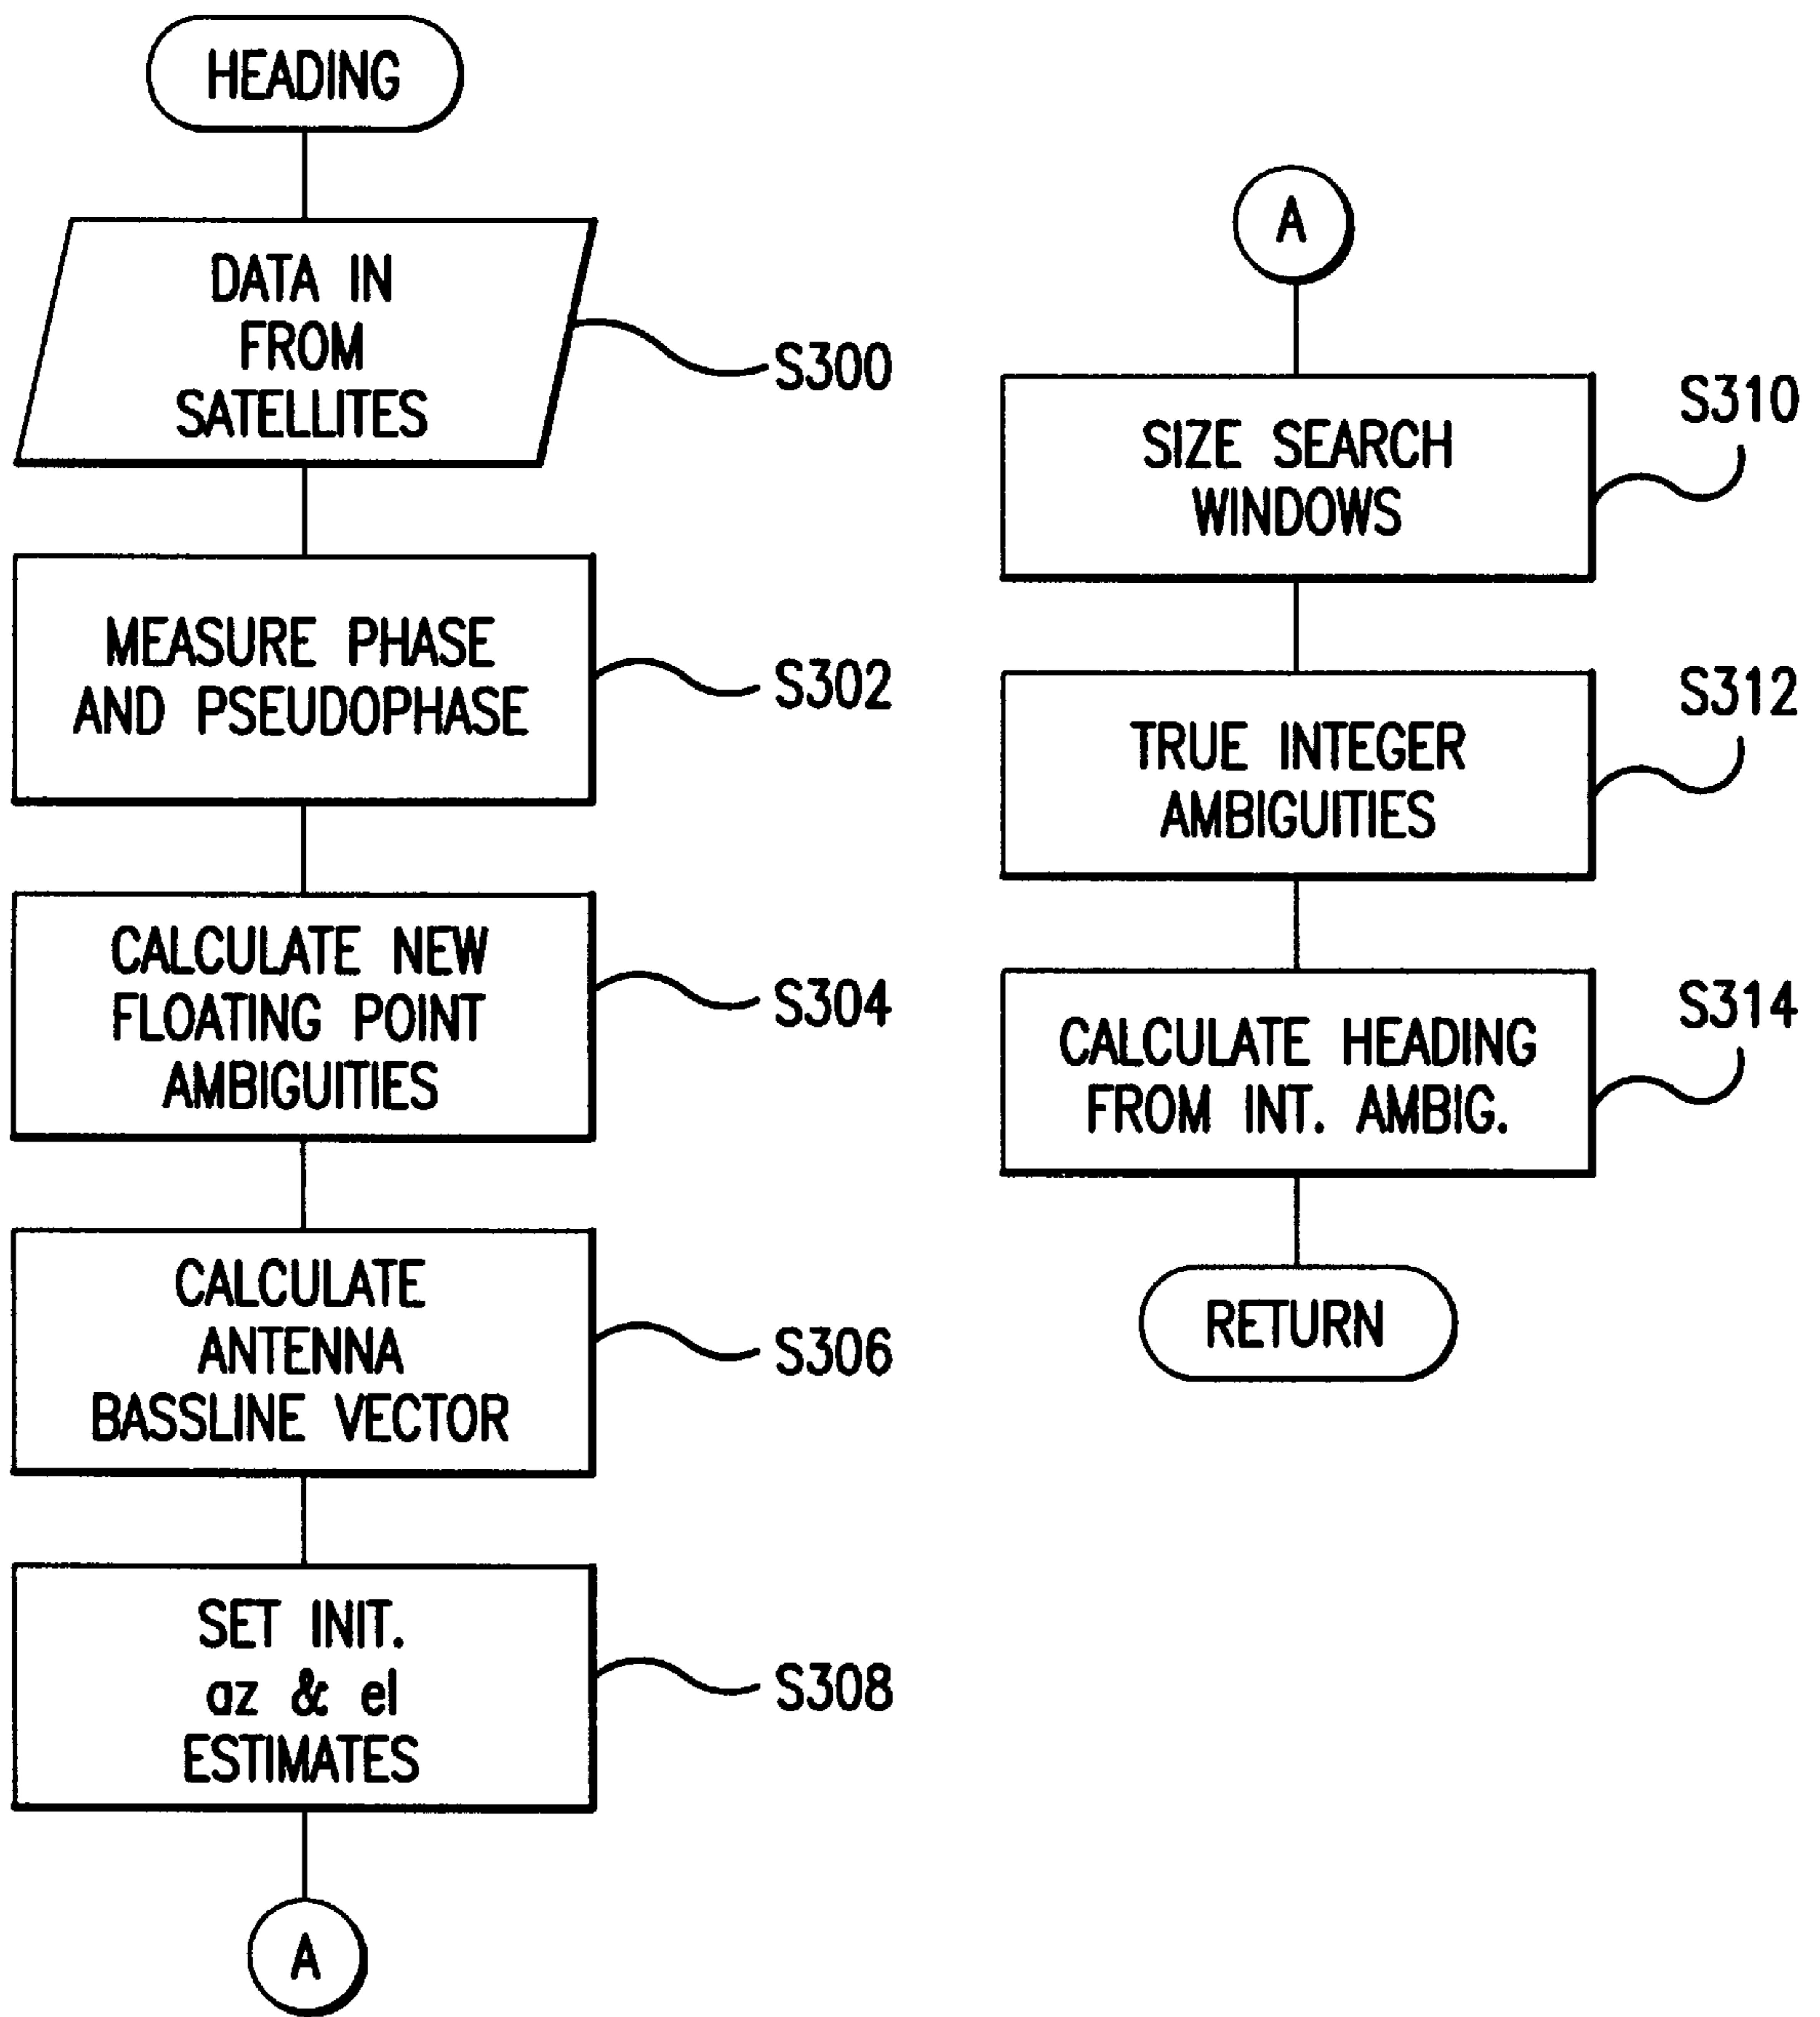 HEADING
DATA IN
FROM
SATELLITES
S300
MEASURE PHASE
AND PSEUDOPHASE
S302
CALCULATE NEW
FLOATING POINT
AMBIGUITIES
S304
CALCULATE
ANTENNA
BASSLINE VECTOR
S306
SET INIT.
az & el
ESTIMATES
S308
A
A
SIZE SEARCH
WINDOWS
S310
TRUE INTEGER
AMBIGUITIES
S312
CALCULATE HEADING
FROM INT. AMBIG.
S314
RETURN